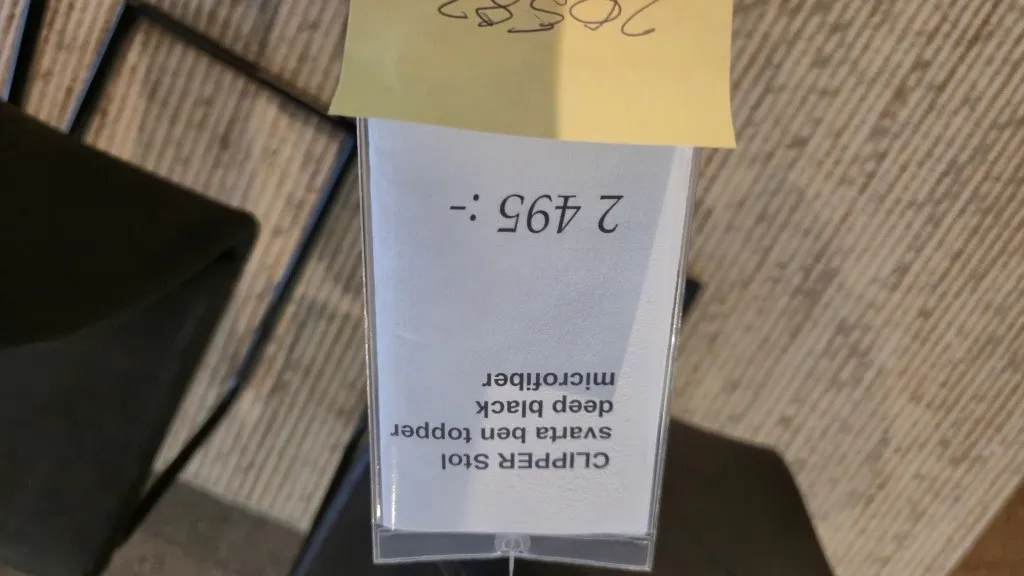 CLIPPER Stol
svarta ben topper
deep black
microfiber
2 495:-